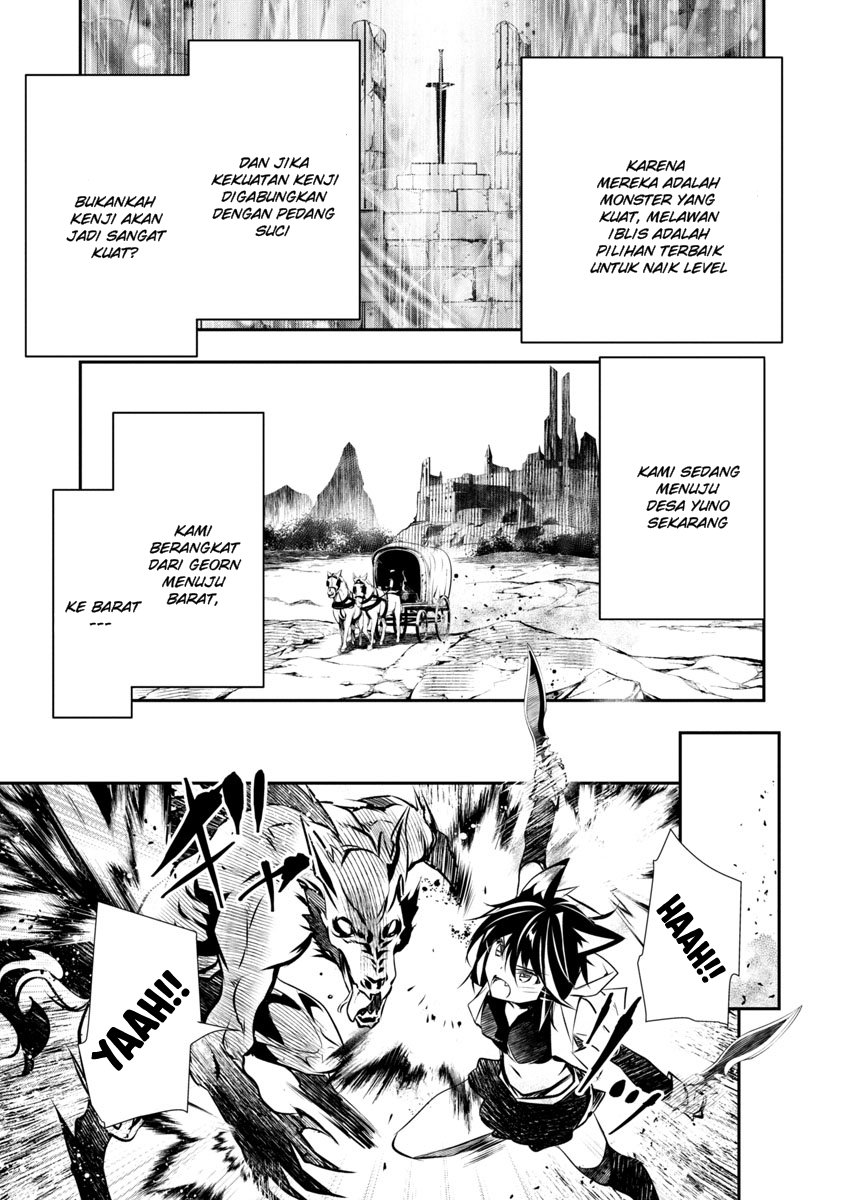 KARENA
MEREKA ADALAH
MONSTER YANG
KUAT, MELAWAN
IBLIS ADALAH
PILIHAN TERBAIK
UNTUK NAIK LEVEL
DAN JIKA
KEKUATAN KENJI
DIGABUNGKAN
DENGAN PEDANG
SUCI
BUKANKAH
KENJI AKAN
JADI SANGAT
KUAT?
KAMI SEDANG
MENUJU
DESA YUNO
SEKARANG
KAMI
BERANGKAT
DARI GEORN
MENUJU
BARAT,
KE BARAT
---
HAAH!!
YAAH!!